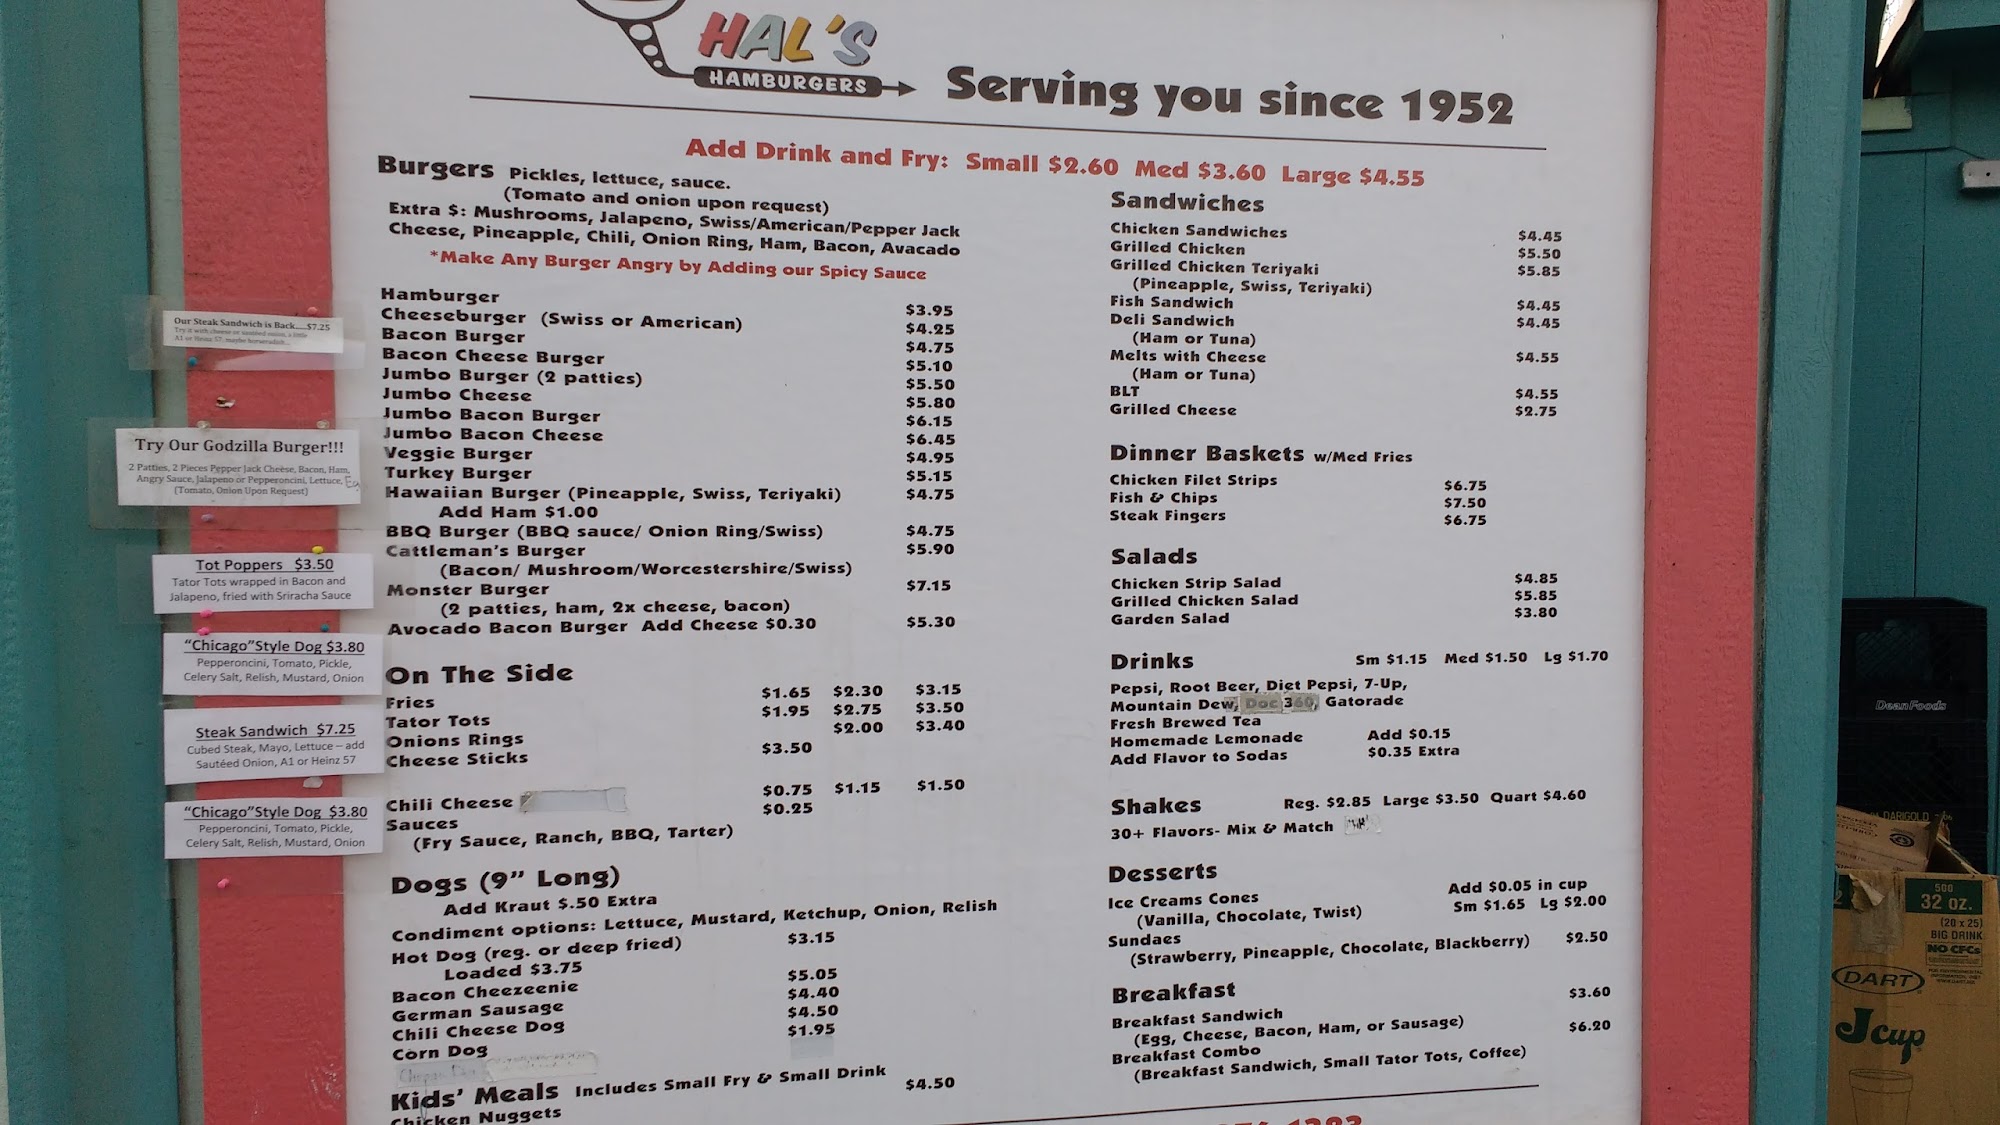 HAL'S
HAMBURGERS
Serving you since 1952
Add Drink and Fry: Small $2.60 Med $3.60 Large $4.55
Burgers Pickles, lettuce, sauce.
(Tomato and onion upon request)
Extra $: Mushrooms, Jalapeno, Swiss/American/Pepper Jack
Cheese, Pineapple, Chili, Onion Ring, Ham, Bacon, Avacado
*Make Any Burger Angry by Adding our Spicy Sauce
Hamburger $3.95
Cheeseburger (Swiss or American) $4.25
Bacon Burger $4.75
Bacon Cheese Burger $5.10
Jumbo Burger (2 patties) $5.50
Jumbo Cheese $5.80
Jumbo Bacon Burger $6.15
Jumbo Bacon Cheese $6.45
Veggie Burger $4.95
Turkey Burger $5.15
Hawaiian Burger (Pineapple, Swiss, Teriyaki) $4.75
Add Ham $1.00
BBQ Burger (BBQ sauce/ Onion Ring/Swiss) $4.75
Cattleman's Burger $5.90
(Bacon/ Mushroom/Worcestershire/Swiss)
Monster Burger $7.15
(2 patties, ham, 2x cheese, bacon)
Avocado Bacon Burger Add Cheese $0.30 $5.30
On The Side
Fries $1.65 $2.30 $3.15
Tator Tots $1.95 $2.75 $3.50
Onions Rings $2.00 $3.40
Cheese Sticks $3.50
Chili Cheese $0.75 $1.15 $1.50
Sauces $0.25
(Fry Sauce, Ranch, BBQ, Tarter)
Dogs (9" Long)
Add Kraut $.50 Extra
Condiment options: Lettuce, Mustard, Ketchup, Onion, Relish
Hot Dog (reg. or deep fried) $3.15
Loaded $3.75
Bacon Cheezeenie $5.05
German Sausage $4.40
Chili Cheese Dog $4.50
Corn Dog $1.95
Kids' Meals Includes Small Fry & Small Drink $4.50
Chicken Nuggets
Sandwiches
Chicken Sandwiches $4.45
Grilled Chicken $5.50
Grilled Chicken Teriyaki $5.85
(Pineapple, Swiss, Teriyaki)
Fish Sandwich $4.45
Deli Sandwich $4.45
(Ham or Tuna)
Melts with Cheese $4.55
(Ham or Tuna)
BLT $4.55
Grilled Cheese $2.75
Dinner Baskets w/Med Fries
Chicken Filet Strips $6.75
Fish & Chips $7.50
Steak Fingers $6.75
Salads
Chicken Strip Salad $4.85
Grilled Chicken Salad $5.85
Garden Salad $3.80
Drinks Sm $1.15 Med $1.50 Lg $1.70
Pepsi, Root Beer, Diet Pepsi, 7-Up,
Mountain Dew, Doc 360, Gatorade
Fresh Brewed Tea
Homemade Lemonade Add $0.15
Add Flavor to Sodas $0.35 Extra
Shakes Reg. $2.85 Large $3.50 Quart $4.60
30+ Flavors- Mix & Match
Desserts
Add $0.05 in cup
Ice Creams Cones Sm $1.65 Lg $2.00
(Vanilla, Chocolate, Twist)
Sundaes $2.50
(Strawberry, Pineapple, Chocolate, Blackberry)
Breakfast
Breakfast Sandwich $3.60
(Egg, Cheese, Bacon, Ham, or Sausage)
Breakfast Combo $6.20
(Breakfast Sandwich, Small Tator Tots, Coffee)
Our Steak Sandwich is Back.....$7.25
Try it with cheese or sautéed onion, a little
A1 or Heinz 57, maybe horseradish...
Try Our Godzilla Burger!!!
2 Patties, 2 Pieces Pepper Jack Cheese, Bacon, Ham,
Angry Sauce, Jalapeno or Pepperoncini, Lettuce,
(Tomato, Onion Upon Request)
Tot Poppers $3.50
Tator Tots wrapped in Bacon and
Jalapeno, fried with Sriracha Sauce
"Chicago"Style Dog $3.80
Pepperoncini, Tomato, Pickle,
Celery Salt, Relish, Mustard, Onion
Steak Sandwich $7.25
Cubed Steak, Mayo, Lettuce – add
Sautéed Onion, A1 or Heinz 57
"Chicago"Style Dog $3.80
Pepperoncini, Tomato, Pickle,
Celery Salt, Relish, Mustard, Onion
DeanFoods
DARIGOLD
500
32 oz.
(20 x 25)
BIG DRINK
NO CFCs
DART
Jcup